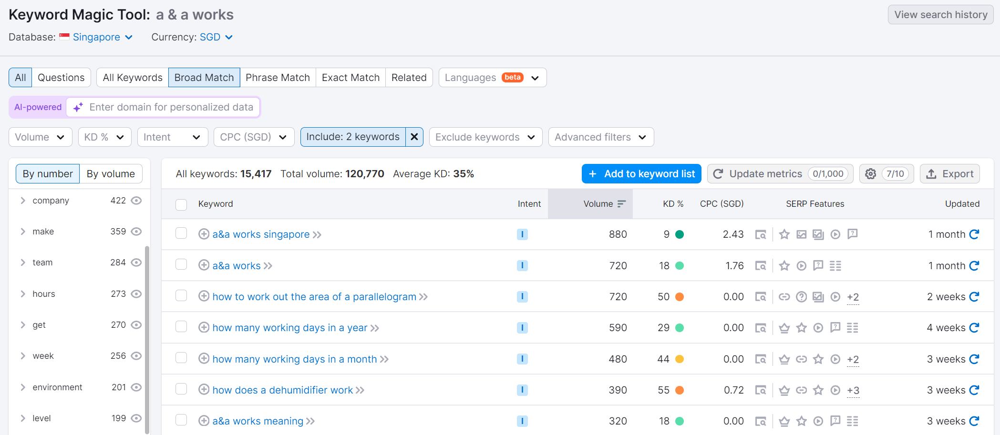 Keyword Magic Tool: a & a works
View search history
Database: Singapore Currency: SGD
All Questions All Keywords Broad Match Phrase Match Exact Match Related Languages beta
AI-powered Enter domain for personalized data
Volume KD % Intent CPC (SGD) Include: 2 keywords Exclude keywords Advanced filters
By number By volume
company 422
make 359
team 284
hours 273
get 270
week 256
environment 201
level 199
All keywords: 15,417 Total volume: 120,770 Average KD: 35%
+ Add to keyword list Update metrics 0/1,000 7/10 Export
Keyword Intent Volume KD % CPC (SGD) SERP Features Updated
a&a works singapore I 880 9 2.43 1 month
a&a works I 720 18 1.76 1 month
how to work out the area of a parallelogram I 720 50 0.00 +2 2 weeks
how many working days in a year I 590 29 0.00 4 weeks
how many working days in a month I 480 44 0.00 +2 3 weeks
how does a dehumidifier work I 390 55 0.72 +3 3 weeks
a&a works meaning I 320 18 0.00 3 weeks